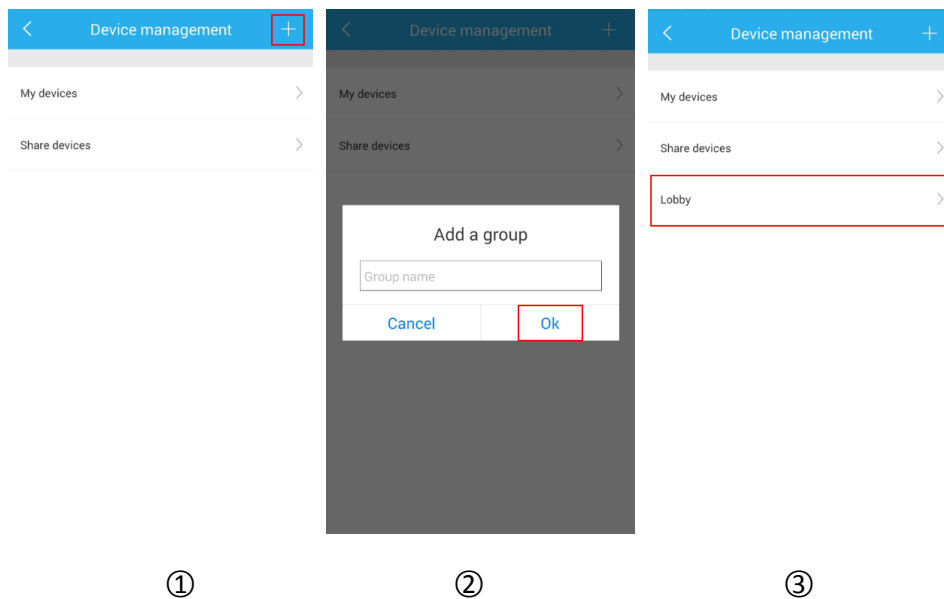 Device management
My devices
Share devices
①
Device management
My devices
Share devices
Add a group
Group name
Cancel
Ok
②
Device management
My devices
Share devices
Lobby
③